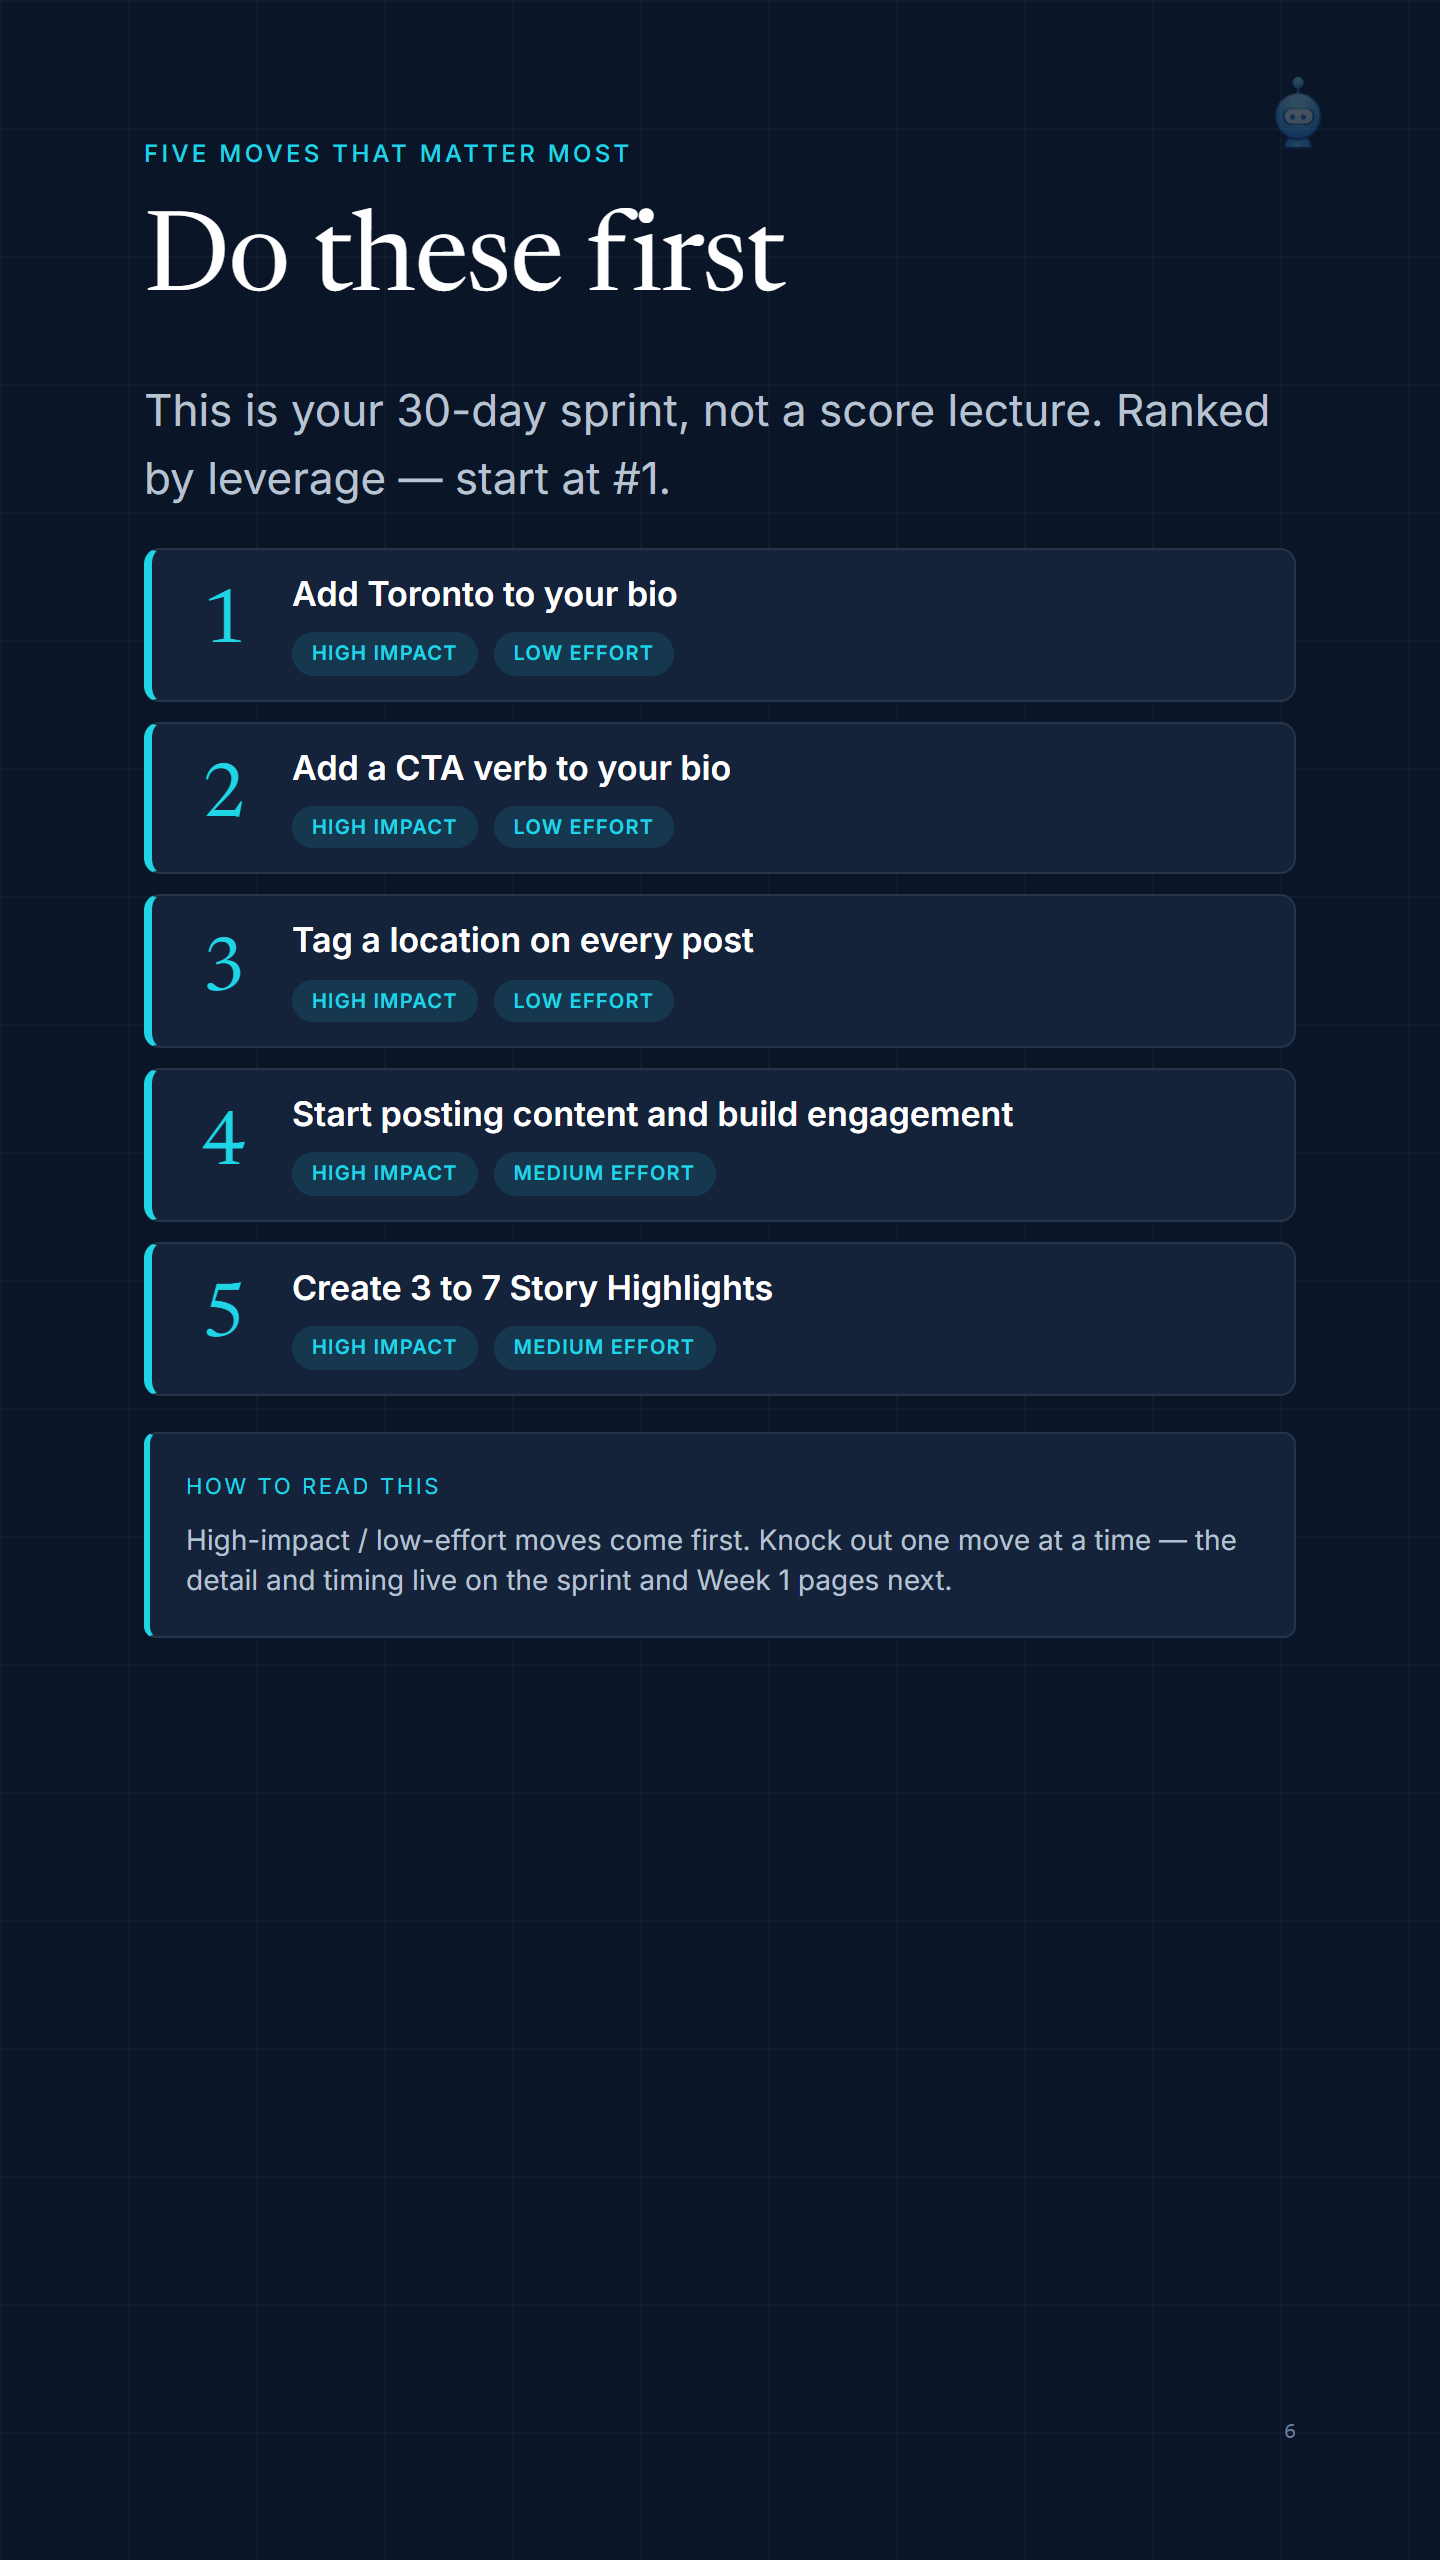 FIVE MOVES THAT MATTER MOST
Do these first
This is your 30-day sprint, not a score lecture. Ranked
by leverage — start at #1.
1
Add Toronto to your bio
HIGH IMPACT LOW EFFORT
2
Add a CTA verb to your bio
HIGH IMPACT LOW EFFORT
3
Tag a location on every post
HIGH IMPACT LOW EFFORT
4
Start posting content and build engagement
HIGH IMPACT MEDIUM EFFORT
5
Create 3 to 7 Story Highlights
HIGH IMPACT MEDIUM EFFORT
HOW TO READ THIS
High-impact / low-effort moves come first. Knock out one move at a time — the
detail and timing live on the sprint and Week 1 pages next.
6